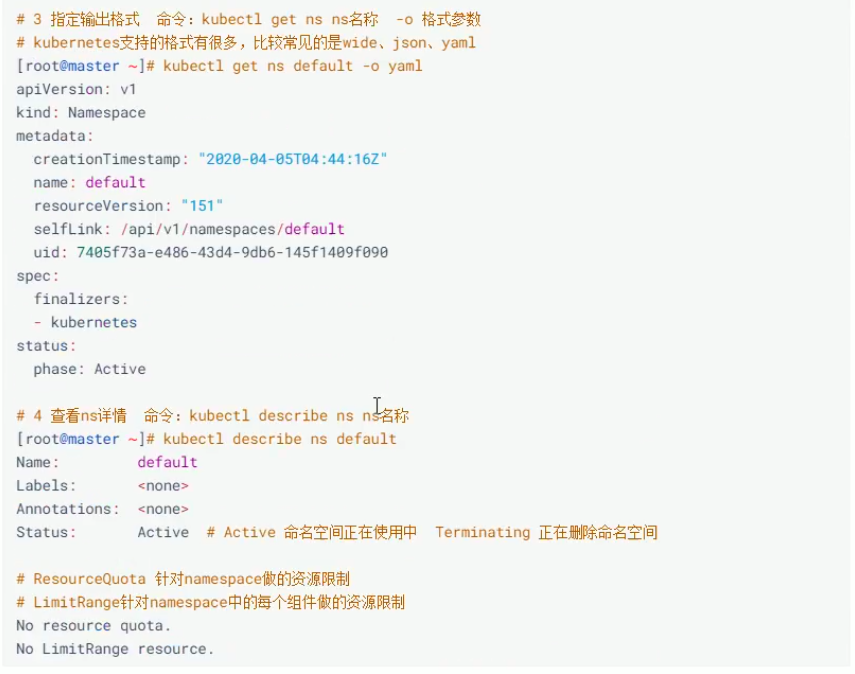 # 3 指定输出格式  命令：kubectl get ns ns名称  -o 格式参数
# kubernetes支持的格式有很多，比较常见的是wide、json、yaml
[root@master ~]# kubectl get ns default -o yaml
apiVersion: v1
kind: Namespace
metadata:
  creationTimestamp: "2020-04-05T04:44:16Z"
  name: default
  resourceVersion: "151"
  selfLink: /api/v1/namespaces/default
  uid: 7405f73a-e486-43d4-9db6-145f1409f090
spec:
  finalizers:
  - kubernetes
status:
  phase: Active

# 4 查看ns详情  命令：kubectl describe ns ns名称
[root@master ~]# kubectl describe ns default
Name:         default
Labels:       <none>
Annotations:  <none>
Status:       Active  # Active 命名空间正在使用中  Terminating 正在删除命名空间

# ResourceQuota 针对namespace做的资源限制
# LimitRange针对namespace中的每个组件做的资源限制
No resource quota.
No LimitRange resource.